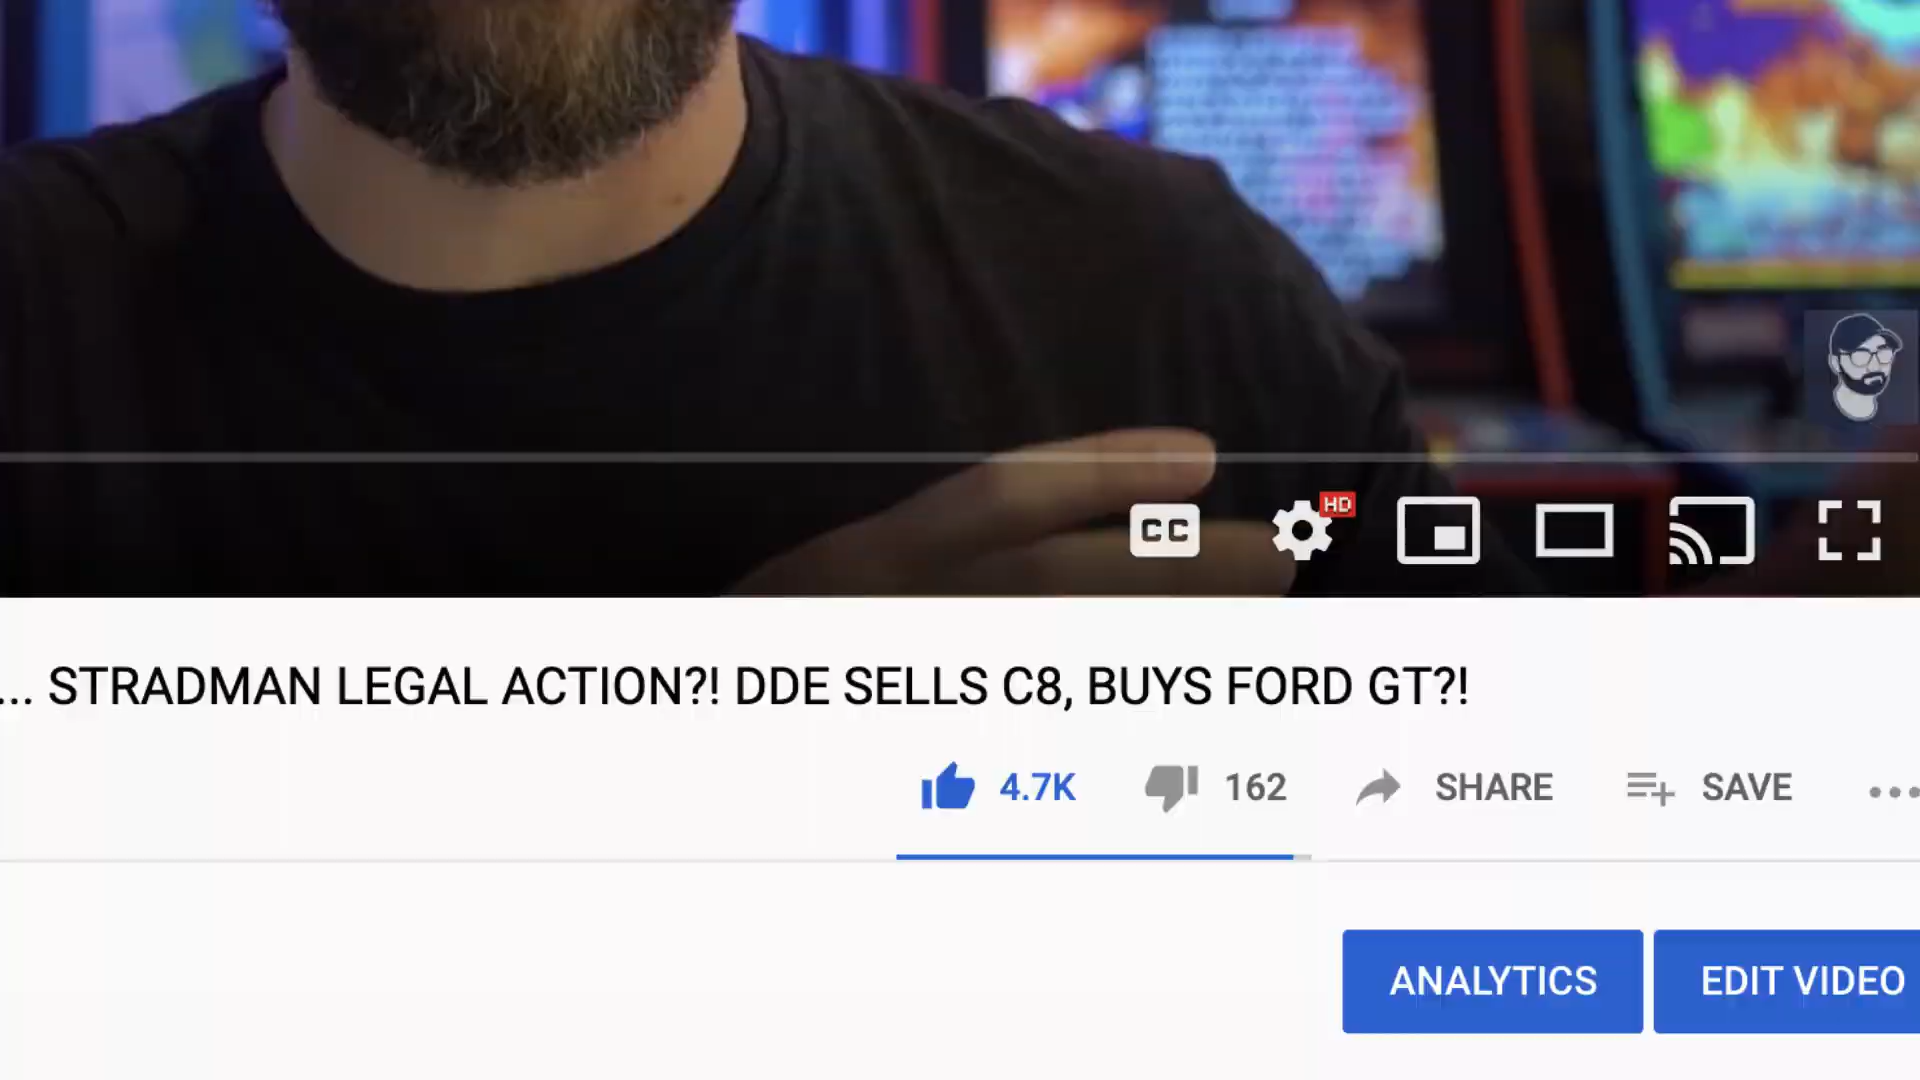 CC
HD
... STRADMAN LEGAL ACTION?! DDE SELLS C8, BUYS FORD GT?!
4.7K 162 SHARE SAVE
ANALYTICS EDIT VIDEO